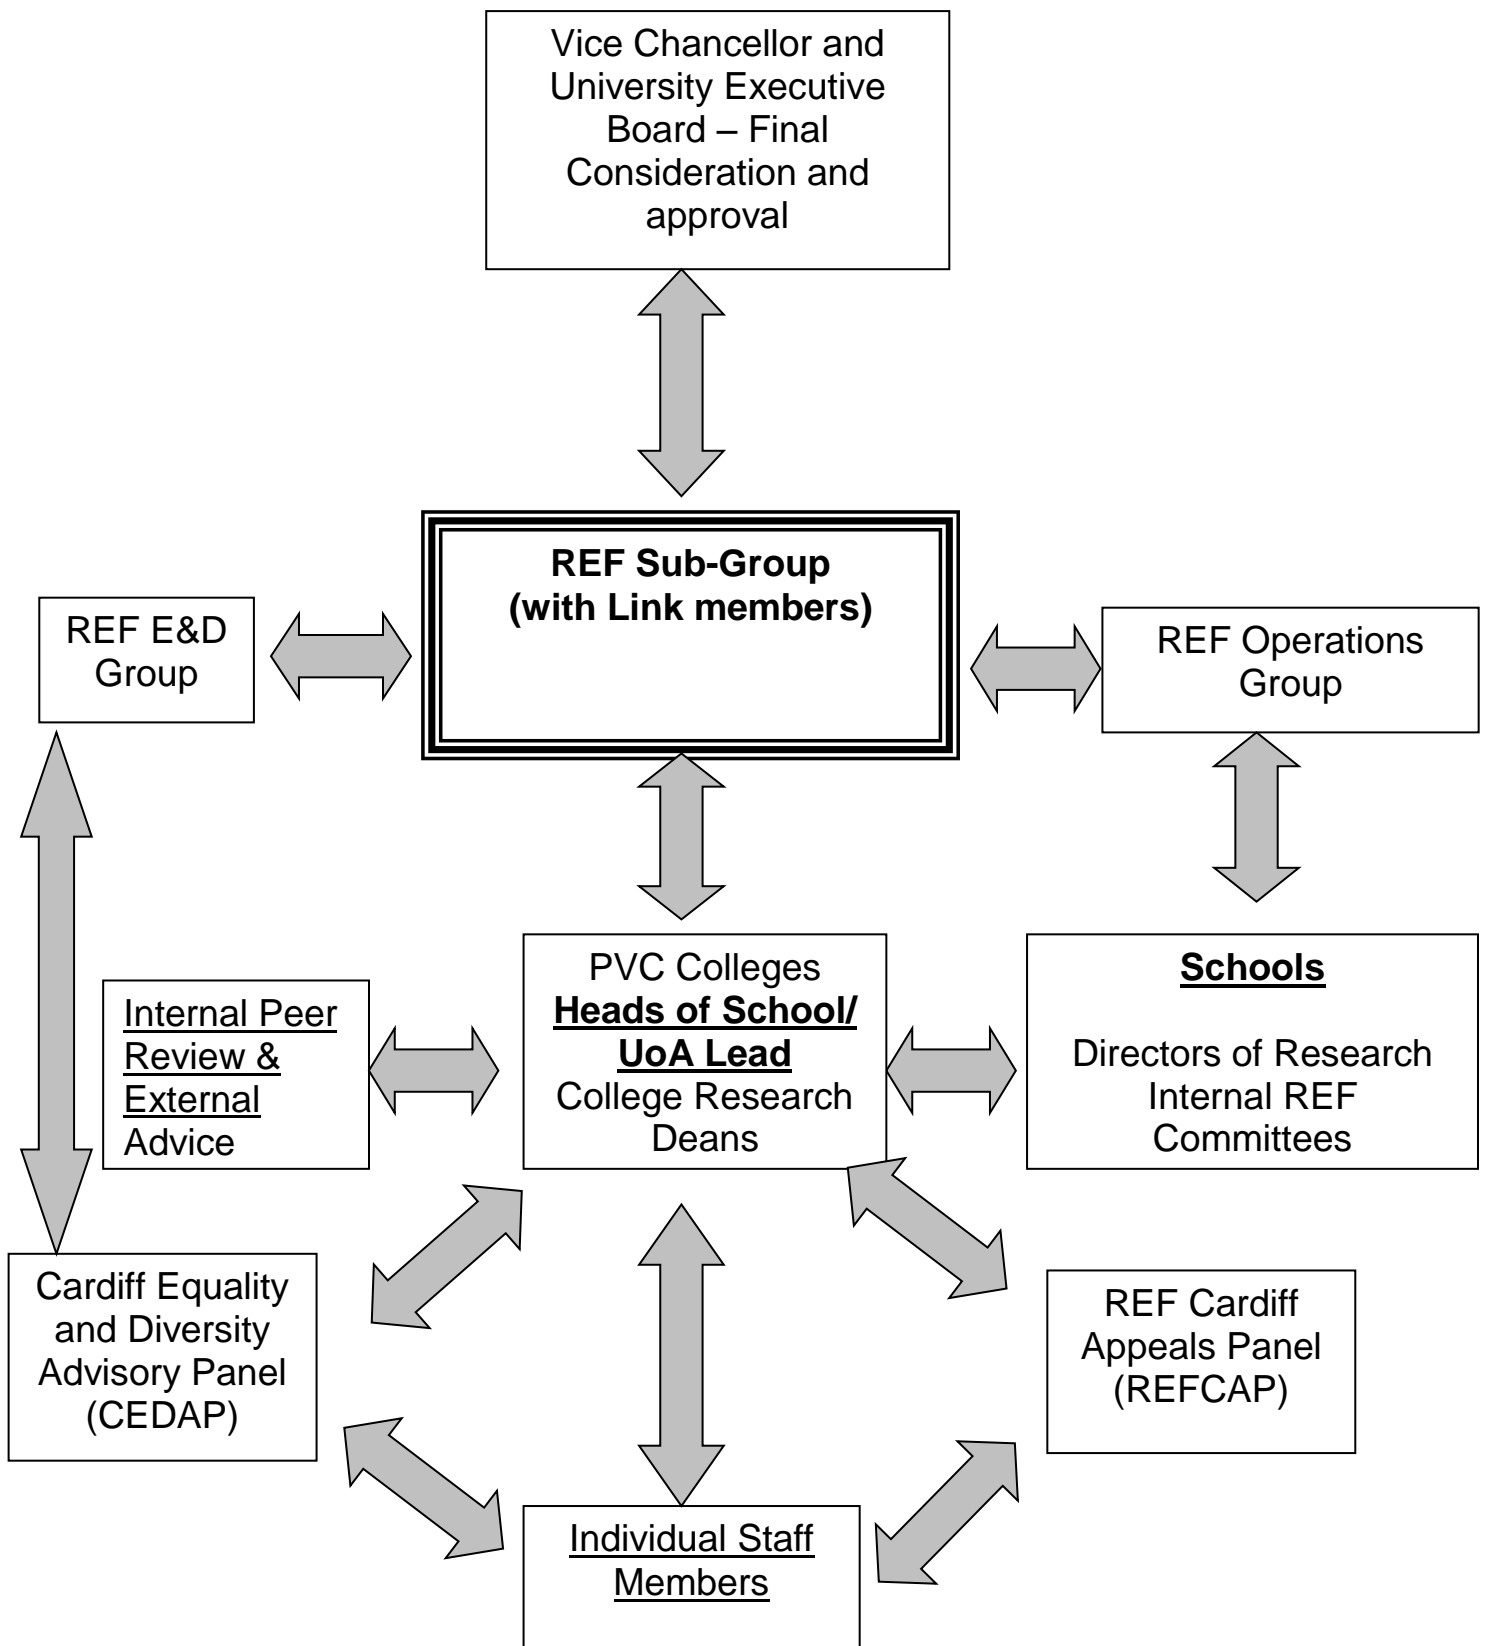 Vice Chancellor and
University Executive
Board – Final
Consideration and
approval
REF Sub-Group
(with Link members)
REF E&D
Group
REF Operations
Group
Internal Peer
Review &
External
Advice
PVC Colleges
Heads of School/
UoA Lead
College Research
Deans
Schools
Directors of Research
Internal REF
Committees
Cardiff Equality
and Diversity
Advisory Panel
(CEDAP)
REF Cardiff
Appeals Panel
(REFCAP)
Individual Staff
Members